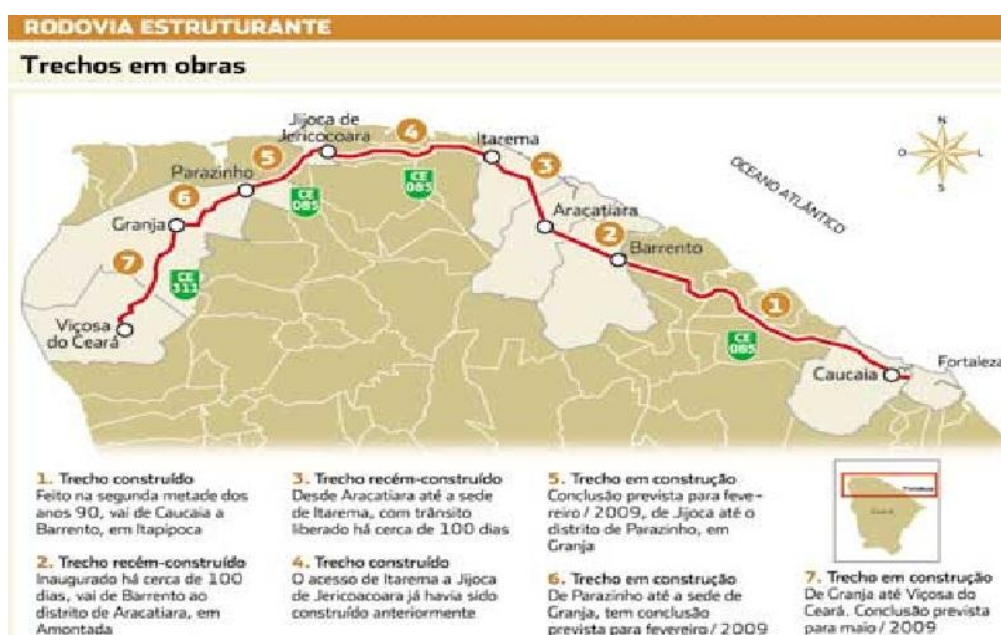 RODOVIA ESTRUTURANTE
Trechos em obras
Jijoca de
Jericocoara
4
Itarema
N
O
L
S
5
3
Parazinho
CE
085
CE
085
OCEANO ATLÂNTICO
6
Araçatiara
Granja
2
Barrento
7
CE
311
1
Viçosa
do Ceará
CE
085
Fortaleza
Caucaia
1. Trecho construído
Feito na segunda metade dos
anos 90, vai de Caucaia a
Barrento, em Itapipoca
2. Trecho recém-construído
Inaugurado há cerca de 100
dias, vai de Barrento ao
distrito de Aracatiara, em
Amontada
3. Trecho recém-construído
Desde Aracatiara até a sede
de Itarema, com trânsito
liberado há cerca de 100 dias
4. Trecho construído
O acesso de Itarema a Jijoca
de Jericoacoara já havia sido
construído anteriormente
5. Trecho em construção
Conclusão prevista para feve-
reiro / 2009, de Jijoca até o
distrito de Parazinho, em
Granja
6. Trecho em construção
De Parazinho até a sede de
Granja, tem conclusão
prevista para fevereiro / 2009
Ceará
7. Trecho em construção
De Granja até Viçosa do
Ceará. Conclusão prevista
para maio / 2009